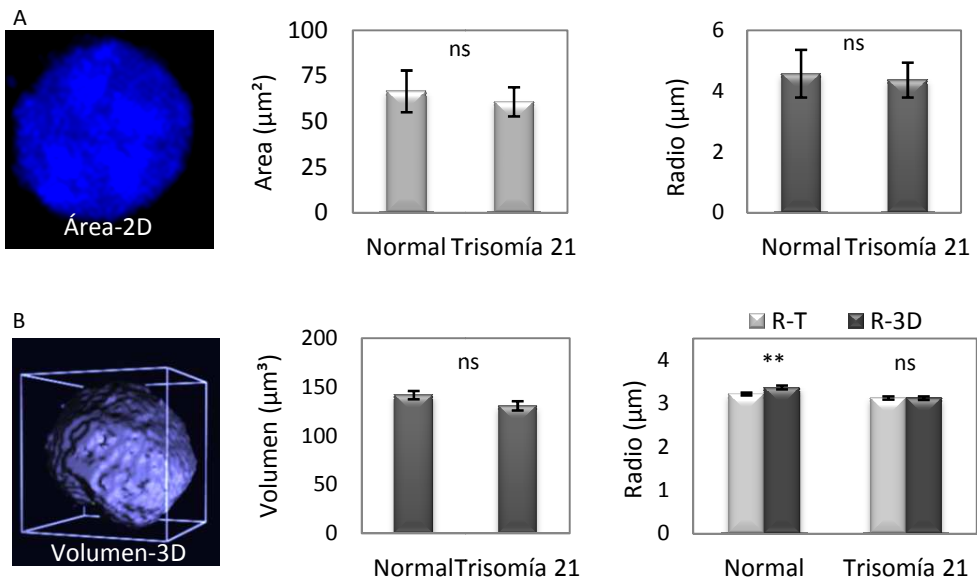 A
Área-2D
Area (µm²)
100
75
50
25
0
ns
Normal Trisomía 21
Radio (µm)
6
4
2
0
ns
Normal Trisomía 21
B
Volumen-3D
Volumen (µm³)
200
150
100
50
0
ns
Normal Trisomía 21
R-T R-3D
Radio (µm)
4
3
2
1
0
** ns
Normal Trisomía 21